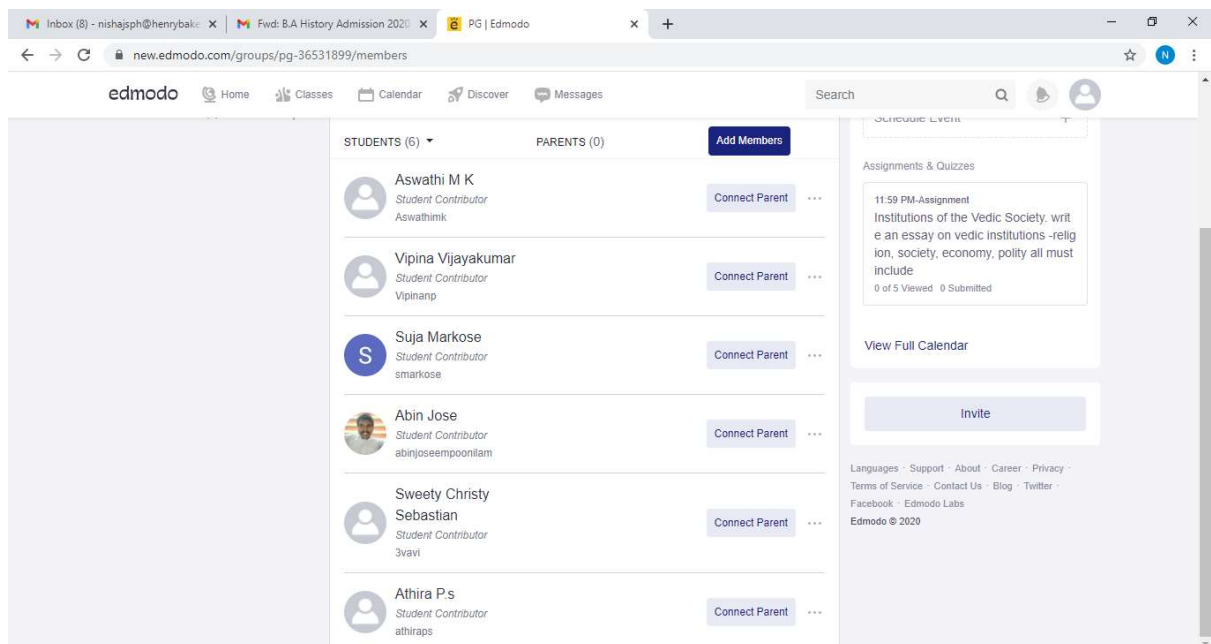 Inbox (8) - nishajsph@henrybake
Fwd: B.A History Admission 2020
PG | Edmodo
new.edmodo.com/groups/pg-36531899/members
N
edmodo
Home
Classes
Calendar
Discover
Messages
Search
STUDENTS (6)
PARENTS (0)
Add Members
Aswathi M K
Student Contributor
Aswathimk
Connect Parent
Vipina Vijayakumar
Student Contributor
Vipinanp
Connect Parent
S
Suja Markose
Student Contributor
smarkose
Connect Parent
Abin Jose
Student Contributor
abinjoseempoonilam
Connect Parent
Sweety Christy
Sebastian
Student Contributor
3vavi
Connect Parent
Athira P.s
Student Contributor
athiraps
Connect Parent
Schedule Event
Assignments & Quizzes
11:59 PM-Assignment
Institutions of the Vedic Society. writ
e an essay on vedic institutions -relig
ion, society, economy, polity all must
include
0 of 5 Viewed 0 Submitted
View Full Calendar
Invite
Languages · Support · About · Career · Privacy ·
Terms of Service · Contact Us · Blog · Twitter ·
Facebook · Edmodo Labs
Edmodo © 2020